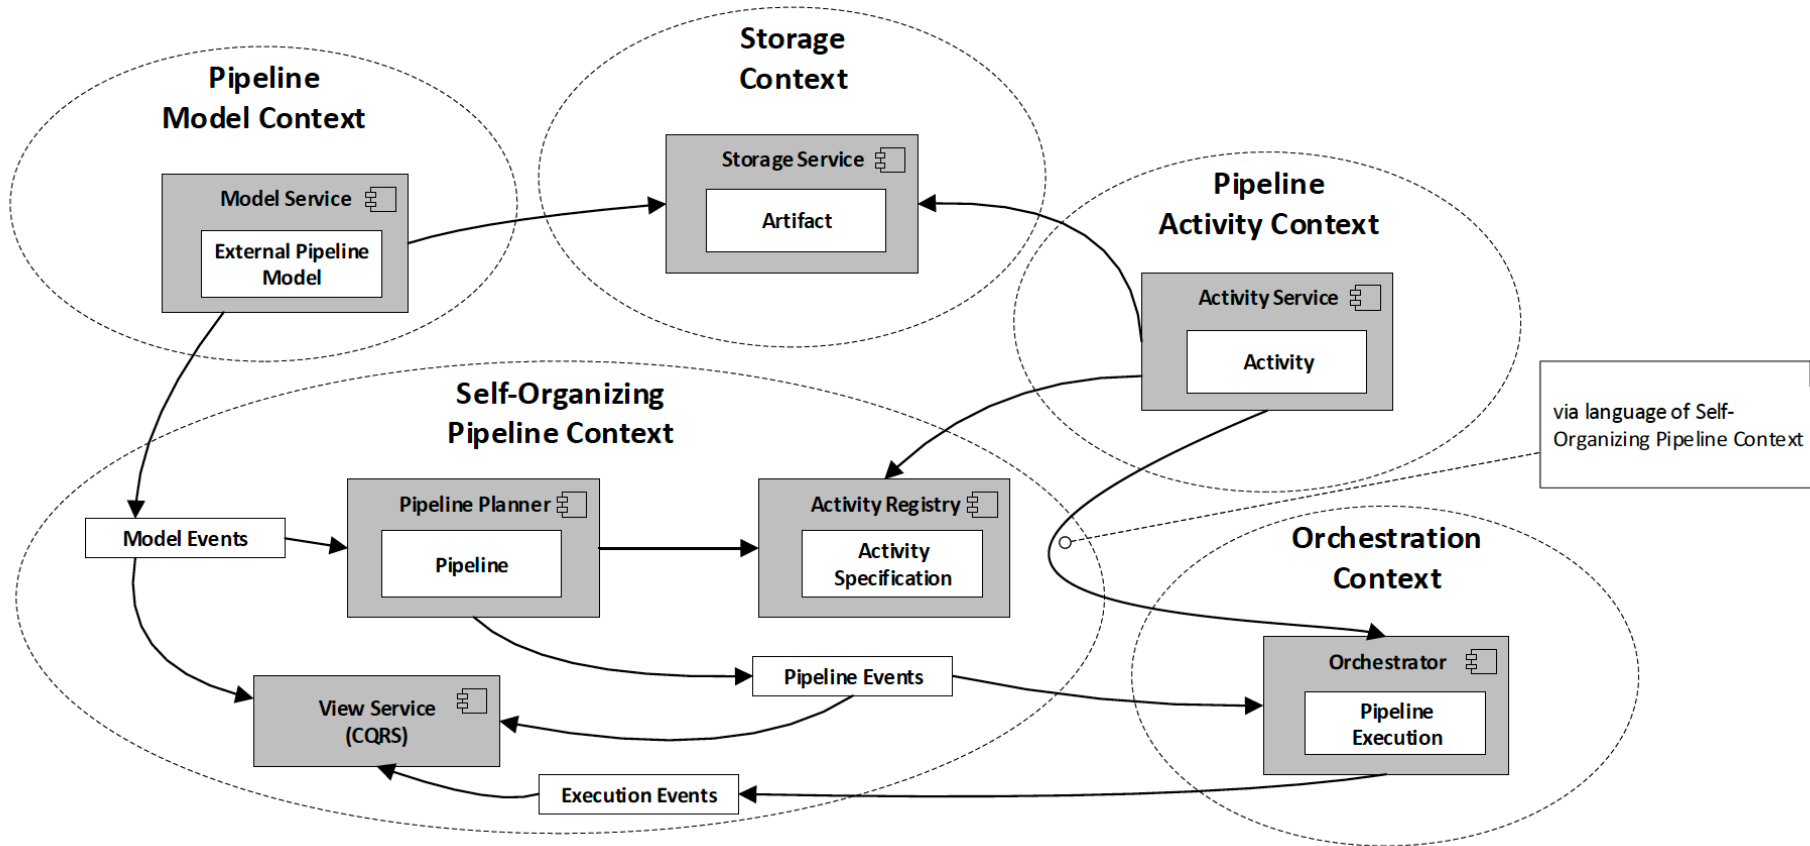 Storage
Context
Pipeline
Model Context
Storage Service
Artifact
Pipeline
Activity Context
Model Service
External Pipeline
Model
Activity Service
Activity
Self-Organizing
Pipeline Context
via language of Self-
Organizing Pipeline Context
Pipeline Planner
Pipeline
Activity Registry
Activity
Specification
Model Events
Orchestration
Context
Pipeline Events
Orchestrator
Pipeline
Execution
View Service
(CQRS)
Execution Events